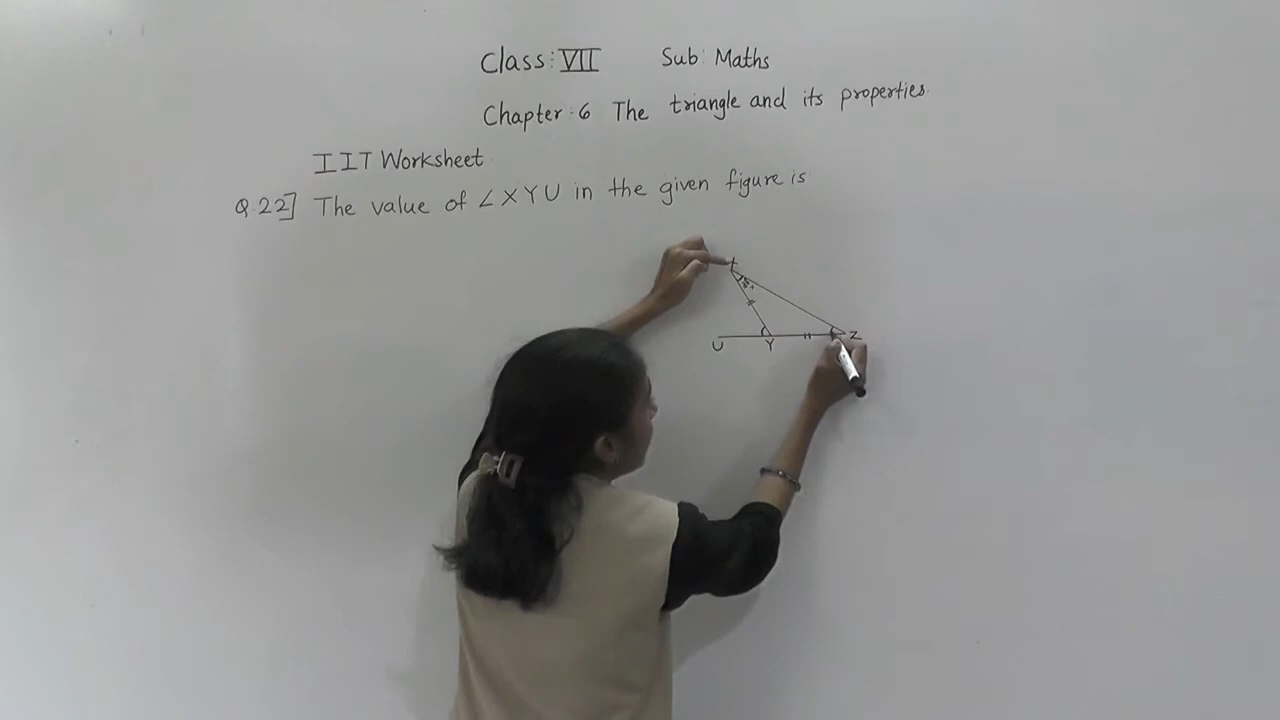 Class: VII Sub: Maths
Chapter: 6 The triangle and its properties.
IIT Worksheet
Q.22] The value of ∠XYU in the given figure is
U Y Z